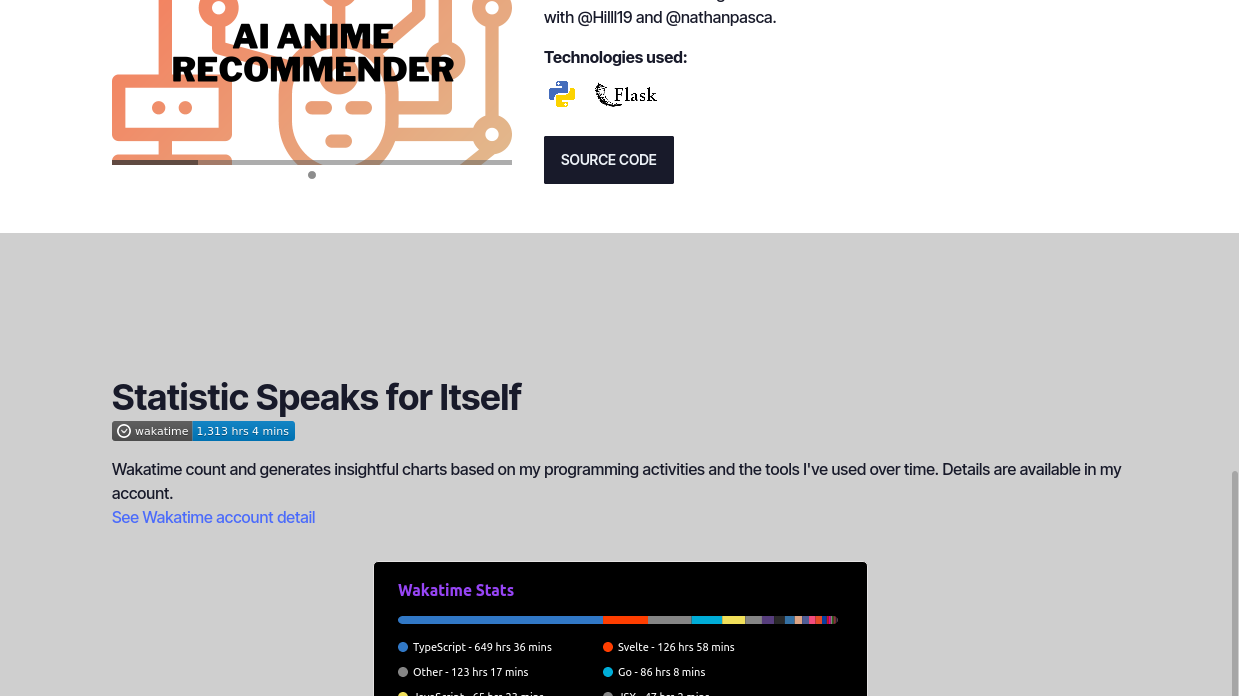 AI ANIME
RECOMMENDER
with @Hilll19 and @nathanpasca.
Technologies used:
Flask
SOURCE CODE
Statistic Speaks for Itself
wakatime 1,313 hrs 4 mins
Wakatime count and generates insightful charts based on my programming activities and the tools I've used over time. Details are available in my
account.
See Wakatime account detail
Wakatime Stats
TypeScript - 649 hrs 36 mins
Svelte - 126 hrs 58 mins
Other - 123 hrs 17 mins
Go - 86 hrs 8 mins